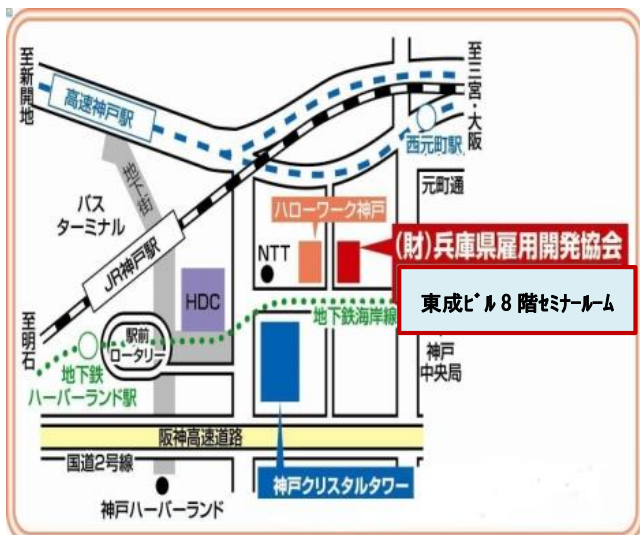 至新開地
高速神戸駅
至三宮・大阪
西元町駅
元町通
地下街
バス
ターミナル
JR神戸駅
ハローワーク神戸
NTT
(財)兵庫県雇用開発協会
東成ビル8階セミナールーム
HDC
地下鉄海岸線
至明石
駅前
ロータリー
地下鉄
ハーバーランド駅
神戸
中央局
阪神高速道路
国道2号線
神戸クリスタルタワー
神戸ハーバーランド